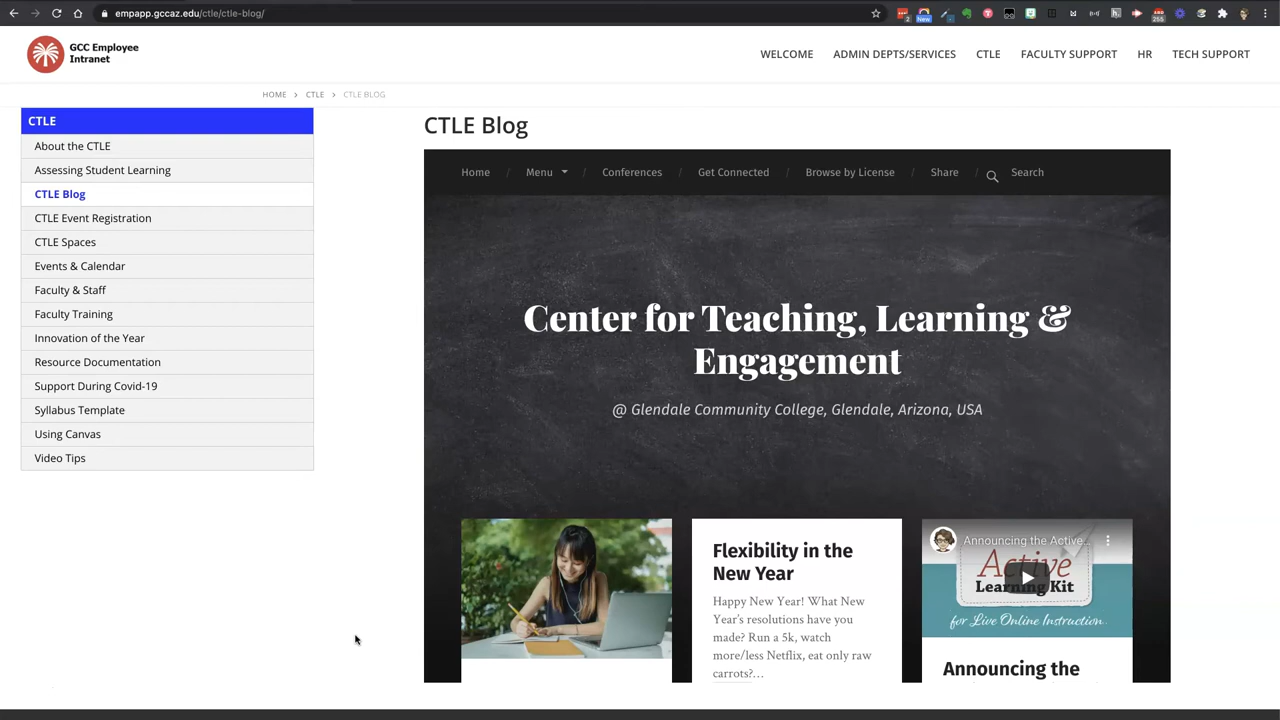 empapp.gccaz.edu/ctle/ctle-blog/
2
New
255
GCC Employee
Intranet
WELCOME
ADMIN DEPTS/SERVICES
CTLE
FACULTY SUPPORT
HR
TECH SUPPORT
HOME > CTLE > CTLE BLOG
CTLE
About the CTLE
Assessing Student Learning
CTLE Blog
CTLE Event Registration
CTLE Spaces
Events & Calendar
Faculty & Staff
Faculty Training
Innovation of the Year
Resource Documentation
Support During Covid-19
Syllabus Template
Using Canvas
Video Tips
CTLE Blog
Home / Menu / Conferences / Get Connected / Browse by License / Share / Search
Center for Teaching, Learning &
Engagement
@ Glendale Community College, Glendale, Arizona, USA
Flexibility in the
New Year
Happy New Year! What New
Year's resolutions have you
made? Run a 5k, watch
more/less Netflix, eat only raw
carrots?...
Announcing the Active...
Active
Learning Kit
for Live Online Instruction.
Announcing the